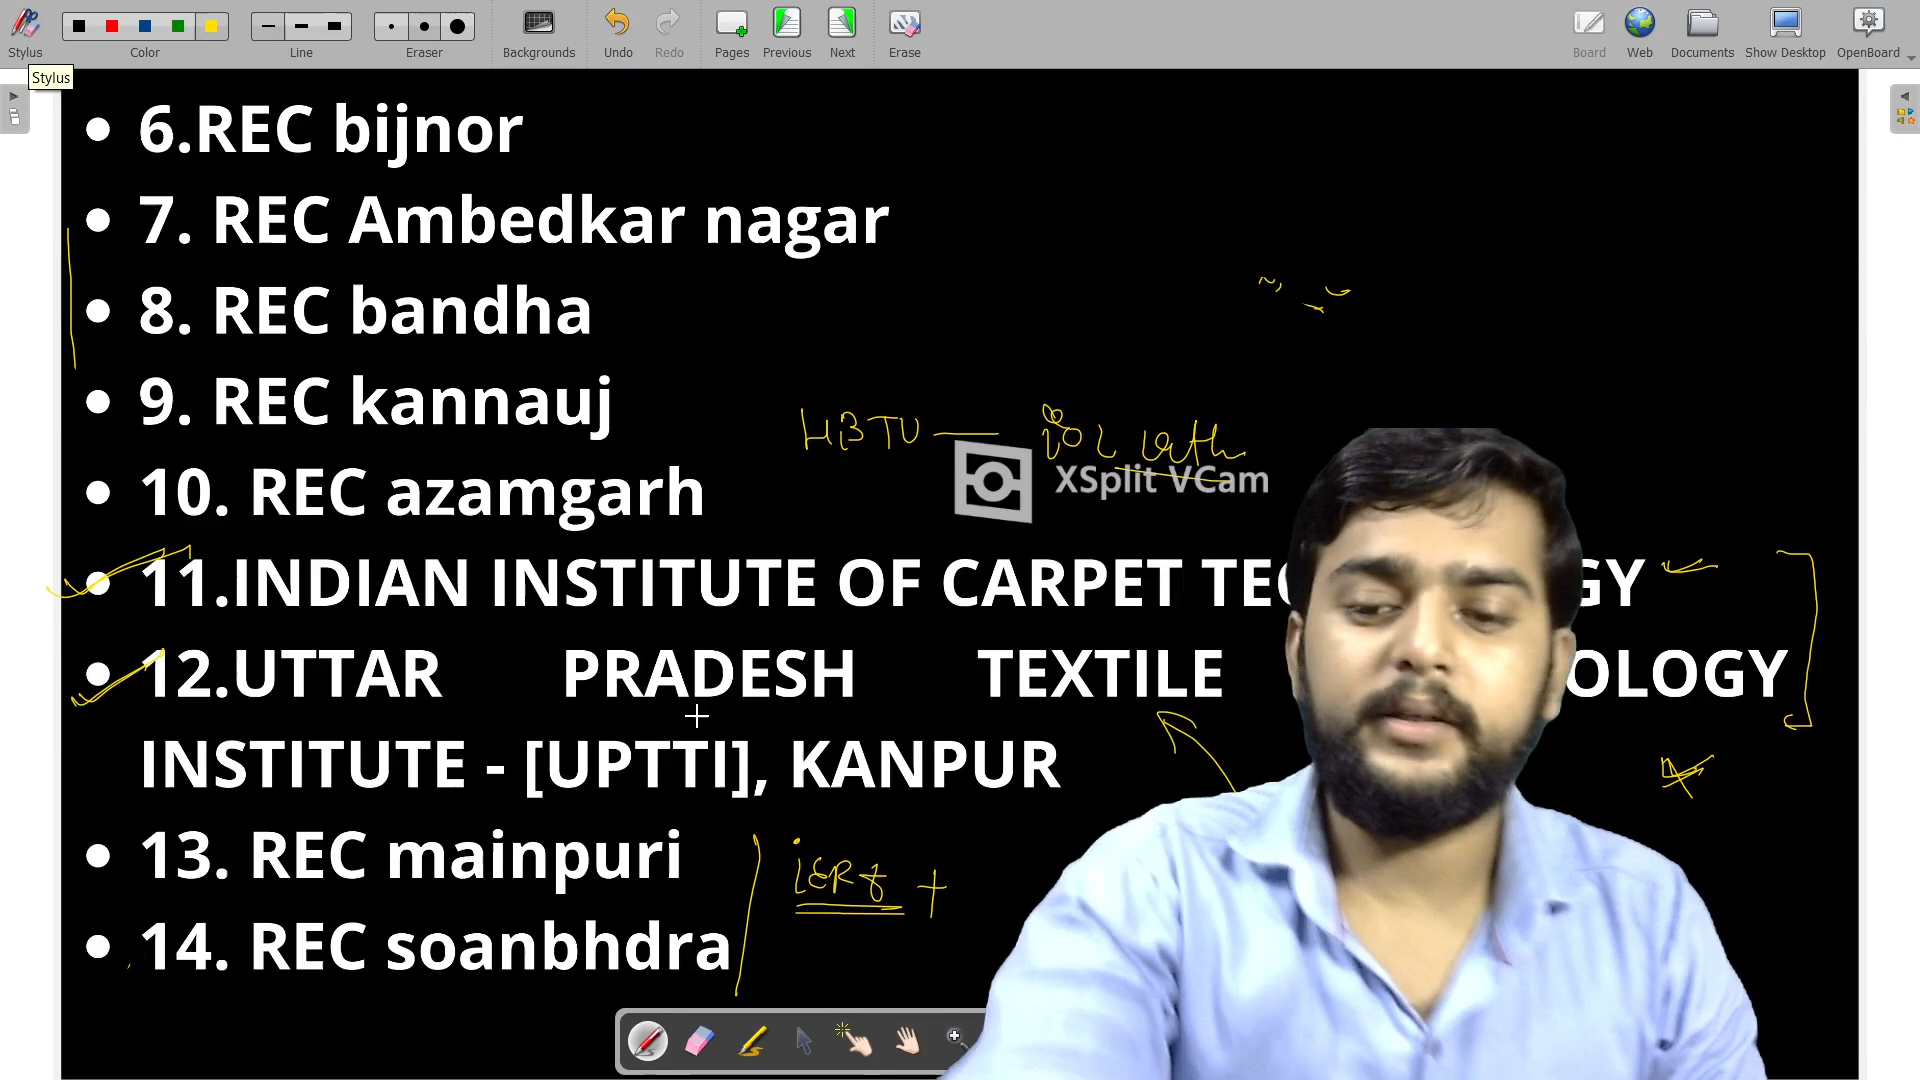 Stylus
Color
Line
Eraser
Backgrounds
Undo
Redo
Pages
Previous
Next
Erase
Board
Web
Documents
Show Desktop
OpenBoard
Stylus
• 6.REC bijnor
• 7. REC Ambedkar nagar
• 8. REC bandha
• 9. REC kannauj
HBTU —
• 10. REC azamgarh
XSplit VCam
• 11.INDIAN INSTITUTE OF CARPET TEC GY
• 12.UTTAR PRADESH TEXTILE OLOGY
INSTITUTE - [UPTTI], KANPUR
• 13. REC mainpuri
iERT +
• 14. REC soanbhdra